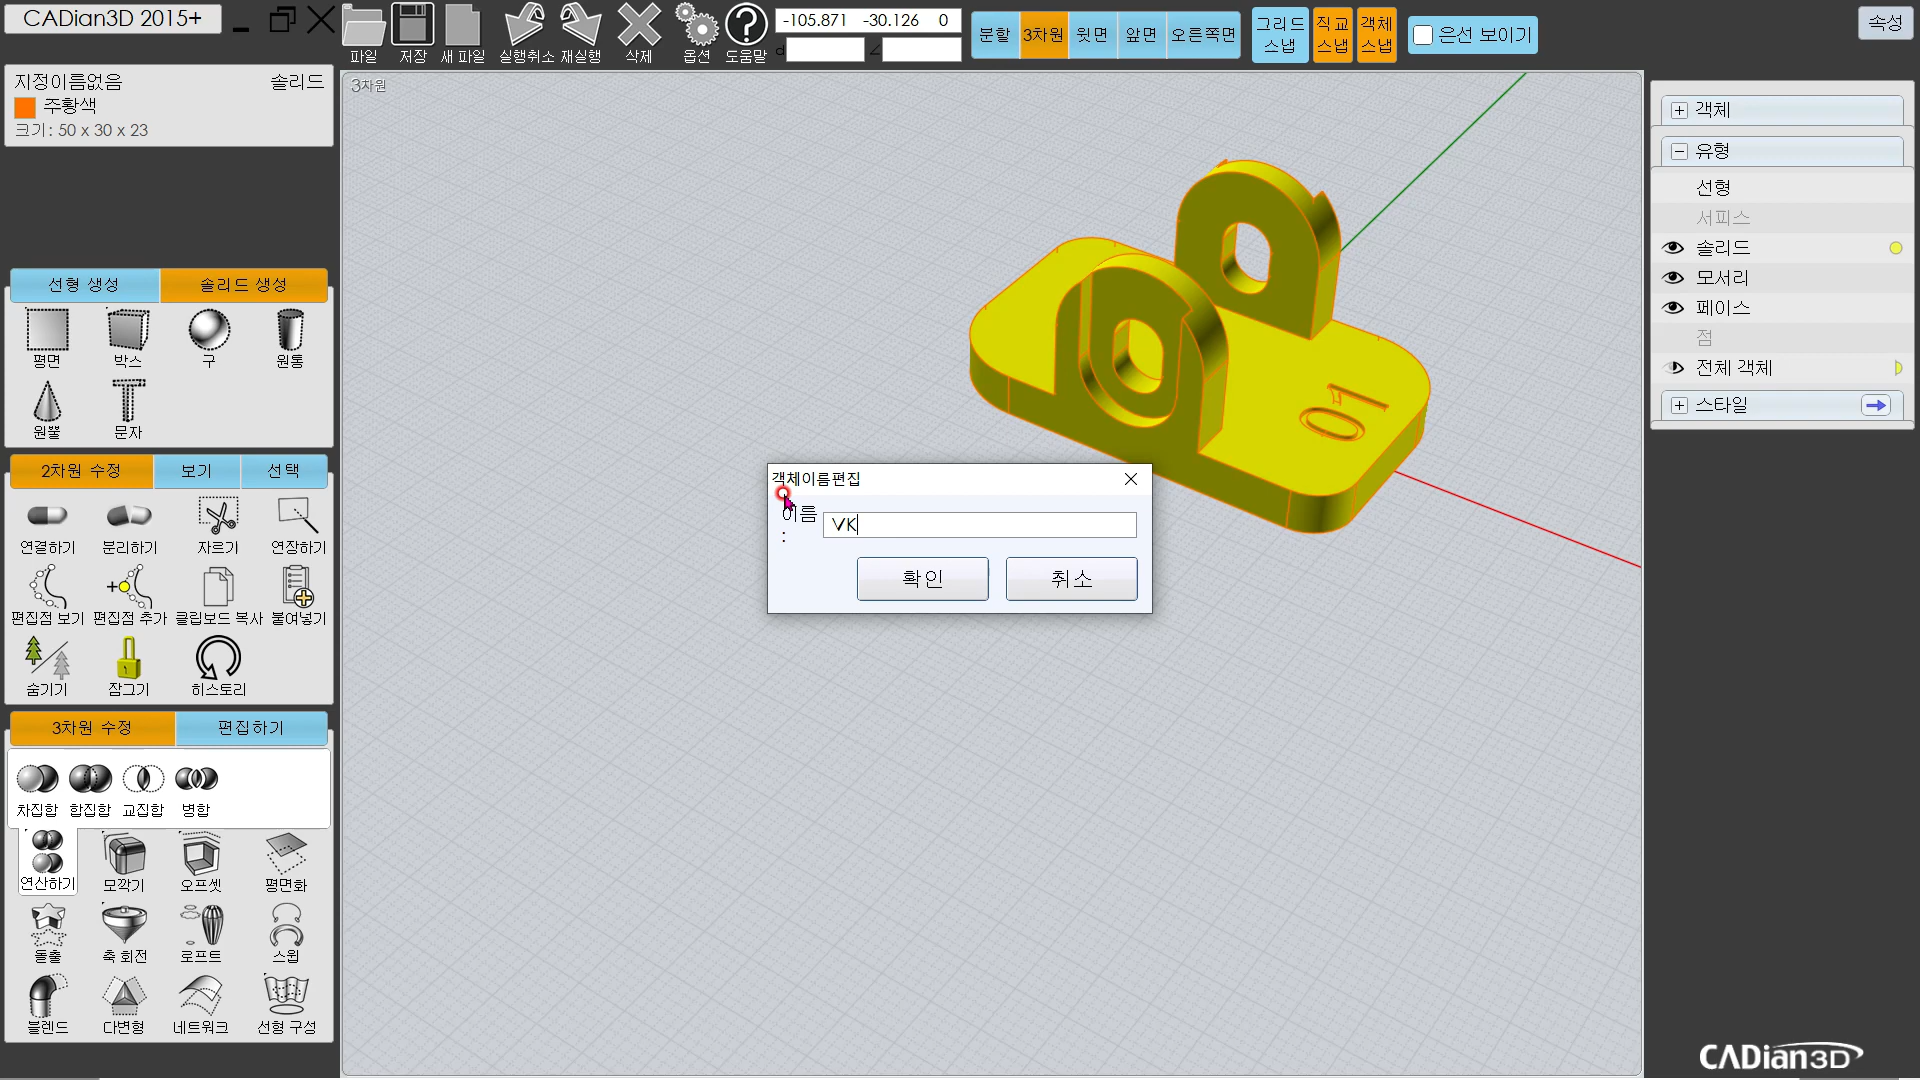 CADian3D 2015+
파일
저장
새 파일
실행취소
재실행
삭제
옵션
도움말
-105.871 -30.126 0
d
∠
분할
3차원
윗면
앞면
오른쪽면
그리드
스냅
직교
스냅
객체
스냅
은선 보이기
속성
지정이름없음
솔리드
주황색
크기: 50 x 30 x 23
3차원
선형 생성
솔리드 생성
평면
박스
구
원통
원뿔
문자
2차원 수정
보기
선택
연결하기
분리하기
자르기
연장하기
편집점 보기
편집점 추가
클립보드 복사
붙여넣기
숨기기
잠그기
히스토리
3차원 수정
편집하기
차집합
합집합
교집합
병합
연산하기
모깍기
오프셋
평면화
돌출
축 회전
로프트
스윕
블렌드
다변형
네트워크
선형 구성
01
객체이름편집
이름
:
VK
확인
취소
객체
유형
선형
서피스
솔리드
모서리
페이스
점
전체 객체
스타일
CADian3D